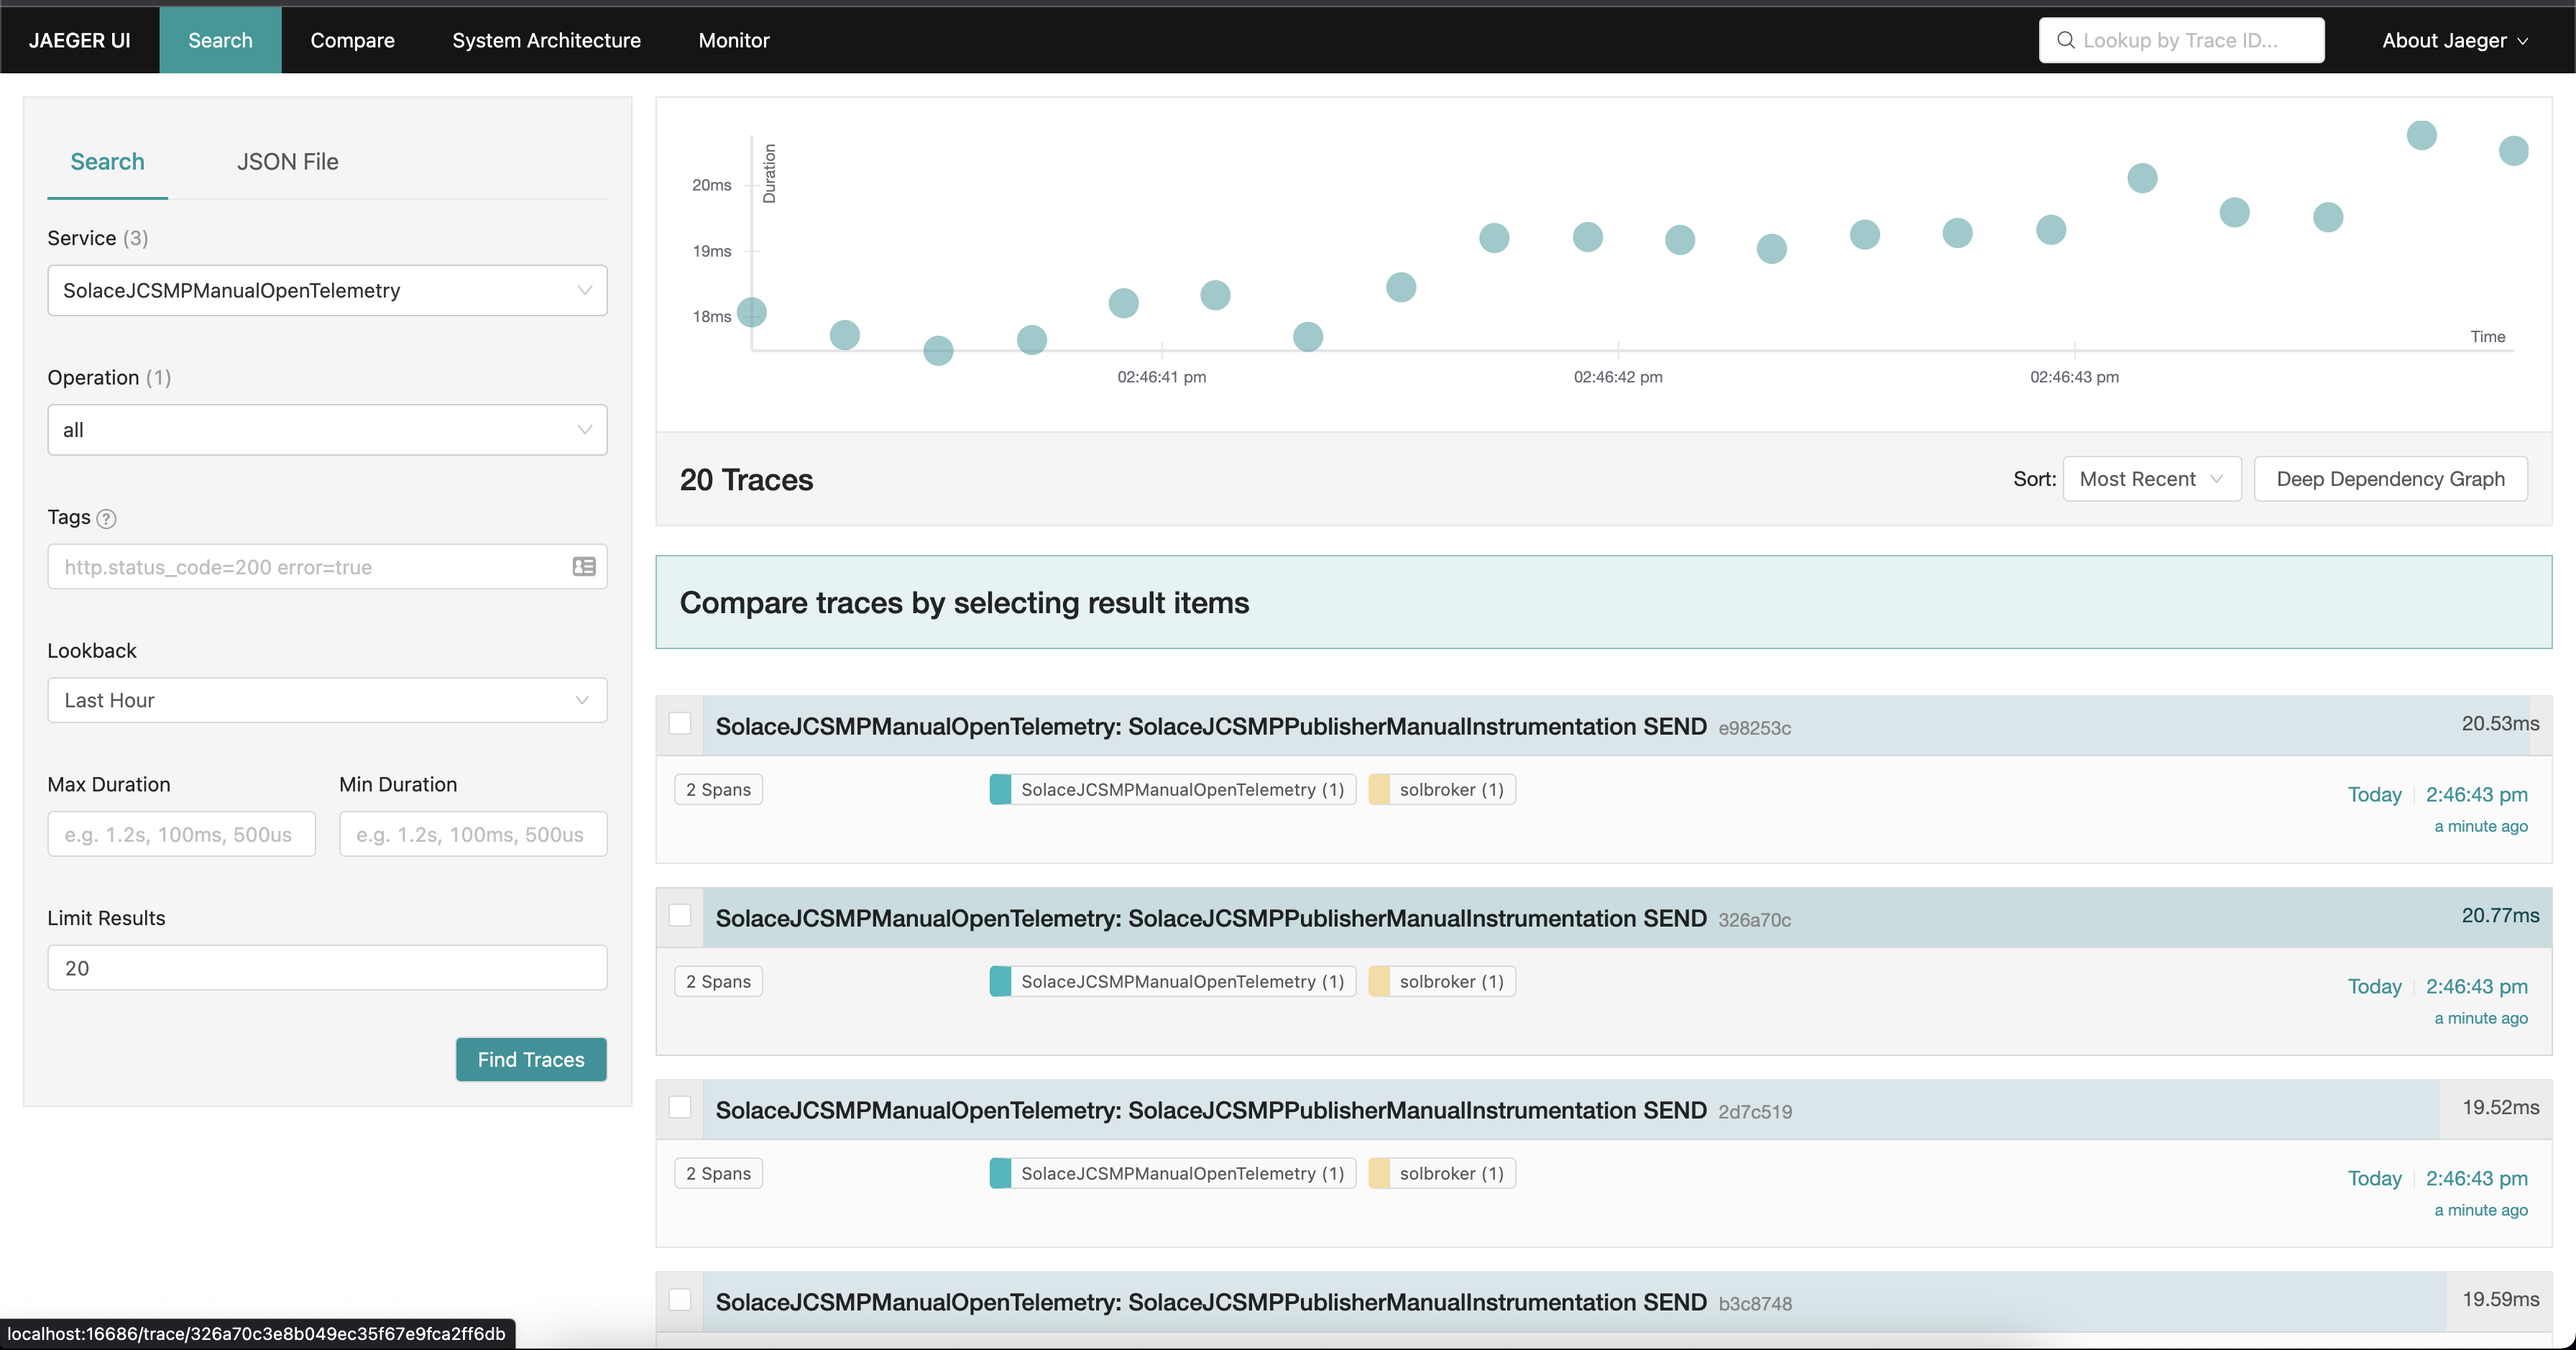 JAEGER UI Search Compare System Architecture Monitor Lookup by Trace ID... About Jaeger
Search JSON File
Service (3)
SolaceJCSMPManualOpenTelemetry
Operation (1)
all
Tags ?
http.status_code=200 error=true
Lookback
Last Hour
Max Duration Min Duration
e.g. 1.2s, 100ms, 500us e.g. 1.2s, 100ms, 500us
Limit Results
20
Find Traces
Duration
20ms
19ms
18ms
Time
02:46:41 pm 02:46:42 pm 02:46:43 pm
20 Traces Sort: Most Recent Deep Dependency Graph
Compare traces by selecting result items
SolaceJCSMPManualOpenTelemetry: SolaceJCSMPPublisherManualInstrumentation SEND e98253c 20.53ms
2 Spans SolaceJCSMPManualOpenTelemetry (1) solbroker (1) Today 2:46:43 pm
a minute ago
SolaceJCSMPManualOpenTelemetry: SolaceJCSMPPublisherManualInstrumentation SEND 326a70c 20.77ms
2 Spans SolaceJCSMPManualOpenTelemetry (1) solbroker (1) Today 2:46:43 pm
a minute ago
SolaceJCSMPManualOpenTelemetry: SolaceJCSMPPublisherManualInstrumentation SEND 2d7c519 19.52ms
2 Spans SolaceJCSMPManualOpenTelemetry (1) solbroker (1) Today 2:46:43 pm
a minute ago
SolaceJCSMPManualOpenTelemetry: SolaceJCSMPPublisherManualInstrumentation SEND b3c8748 19.59ms
localhost:16686/trace/326a70c3e8b049ec35f67e9fca2ff6db